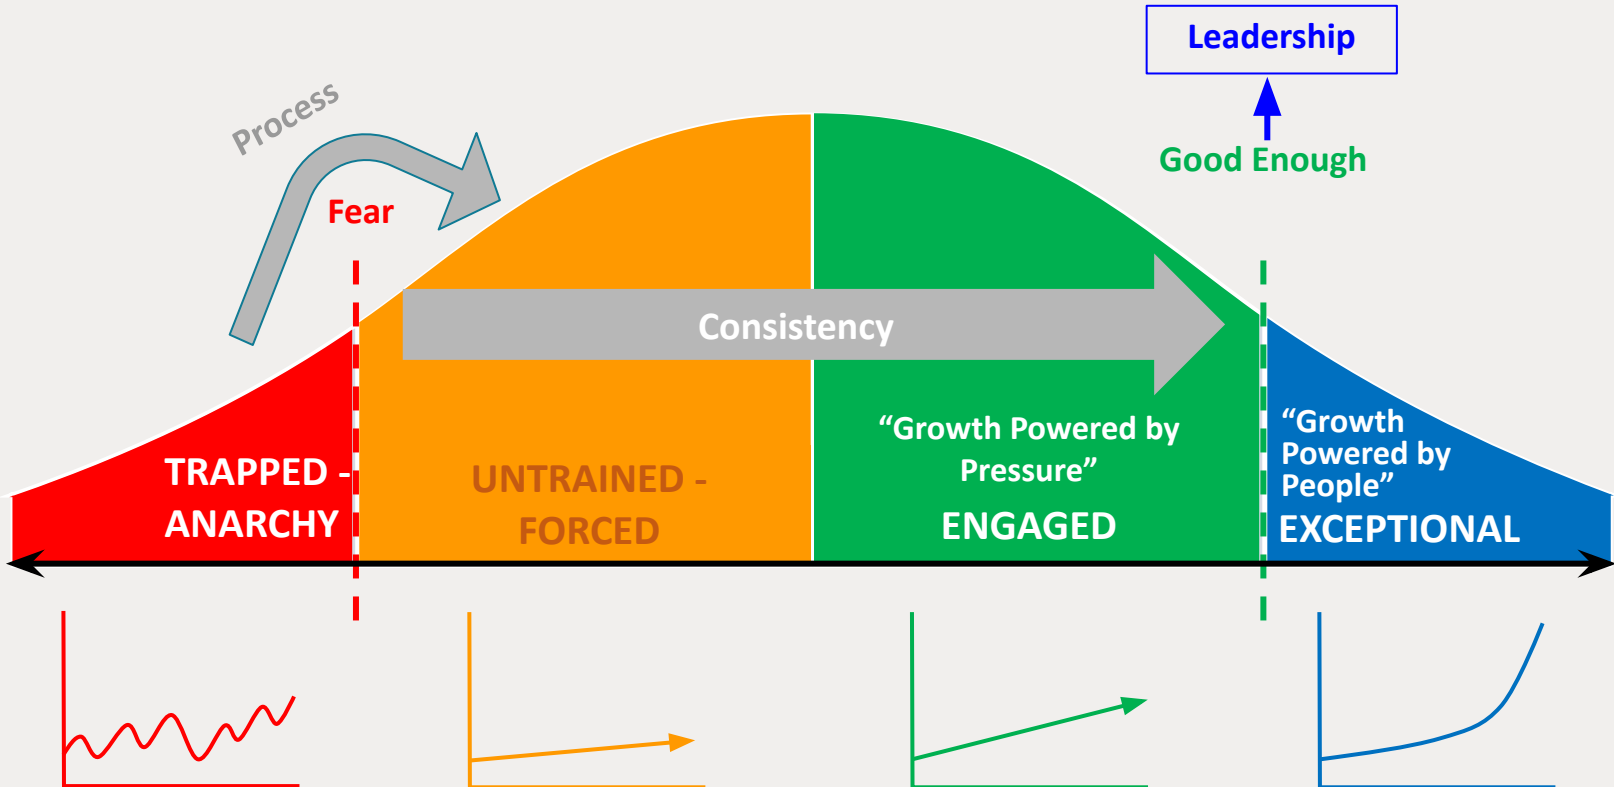 Leadership
Process
Good Enough
Fear
Consistency
TRAPPED -
ANARCHY
UNTRAINED -
FORCED
“Growth Powered by
Pressure”
ENGAGED
“Growth
Powered by
People”
EXCEPTIONAL